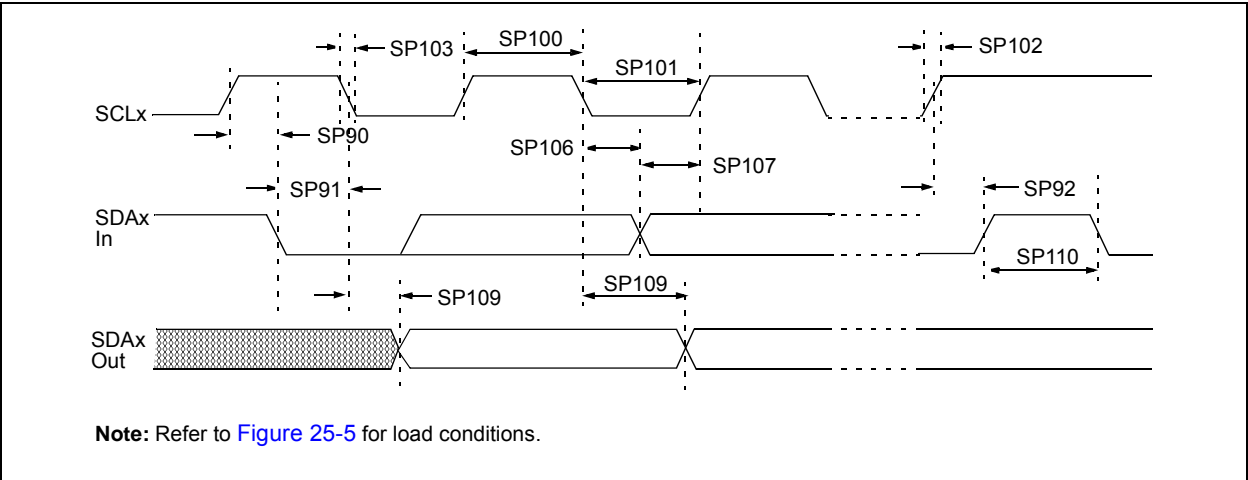 SP103
SP100
SP101
SP102
SCLx
SP90
SP106
SP107
SP91
SP92
SDAx
In
SP110
SP109
SP109
SDAx
Out
Note: Refer to Figure 25-5 for load conditions.